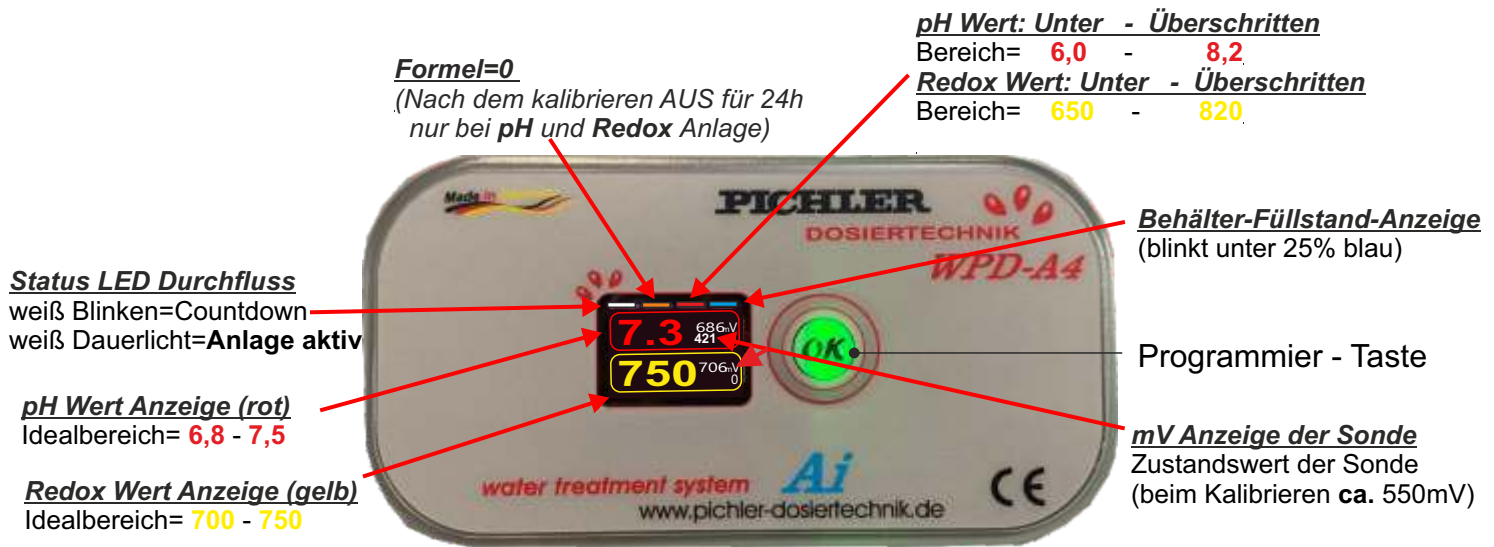 pH Wert: Unter - Überschritten
Bereich= 6,0 - 8,2
Redox Wert: Unter - Überschritten
Bereich= 650 - 820
Formel=0
(Nach dem kalibrieren AUS für 24h
nur bei pH und Redox Anlage)
Behälter-Füllstand-Anzeige
(blinkt unter 25% blau)
Status LED Durchfluss
weiß Blinken=Countdown
weiß Dauerlicht=Anlage aktiv
pH Wert Anzeige (rot)
Idealbereich= 6,8 - 7,5
Redox Wert Anzeige (gelb)
Idealbereich= 700 - 750
Made in
PICHLER
DOSIERTECHNIK
WPD-A4
7.3 686mV
421
750 706mV
0
OK
Programmier - Taste
mV Anzeige der Sonde
Zustandswert der Sonde
(beim Kalibrieren ca. 550mV)
water treatment system
Ai
www.pichler-dosiertechnik.de
CE